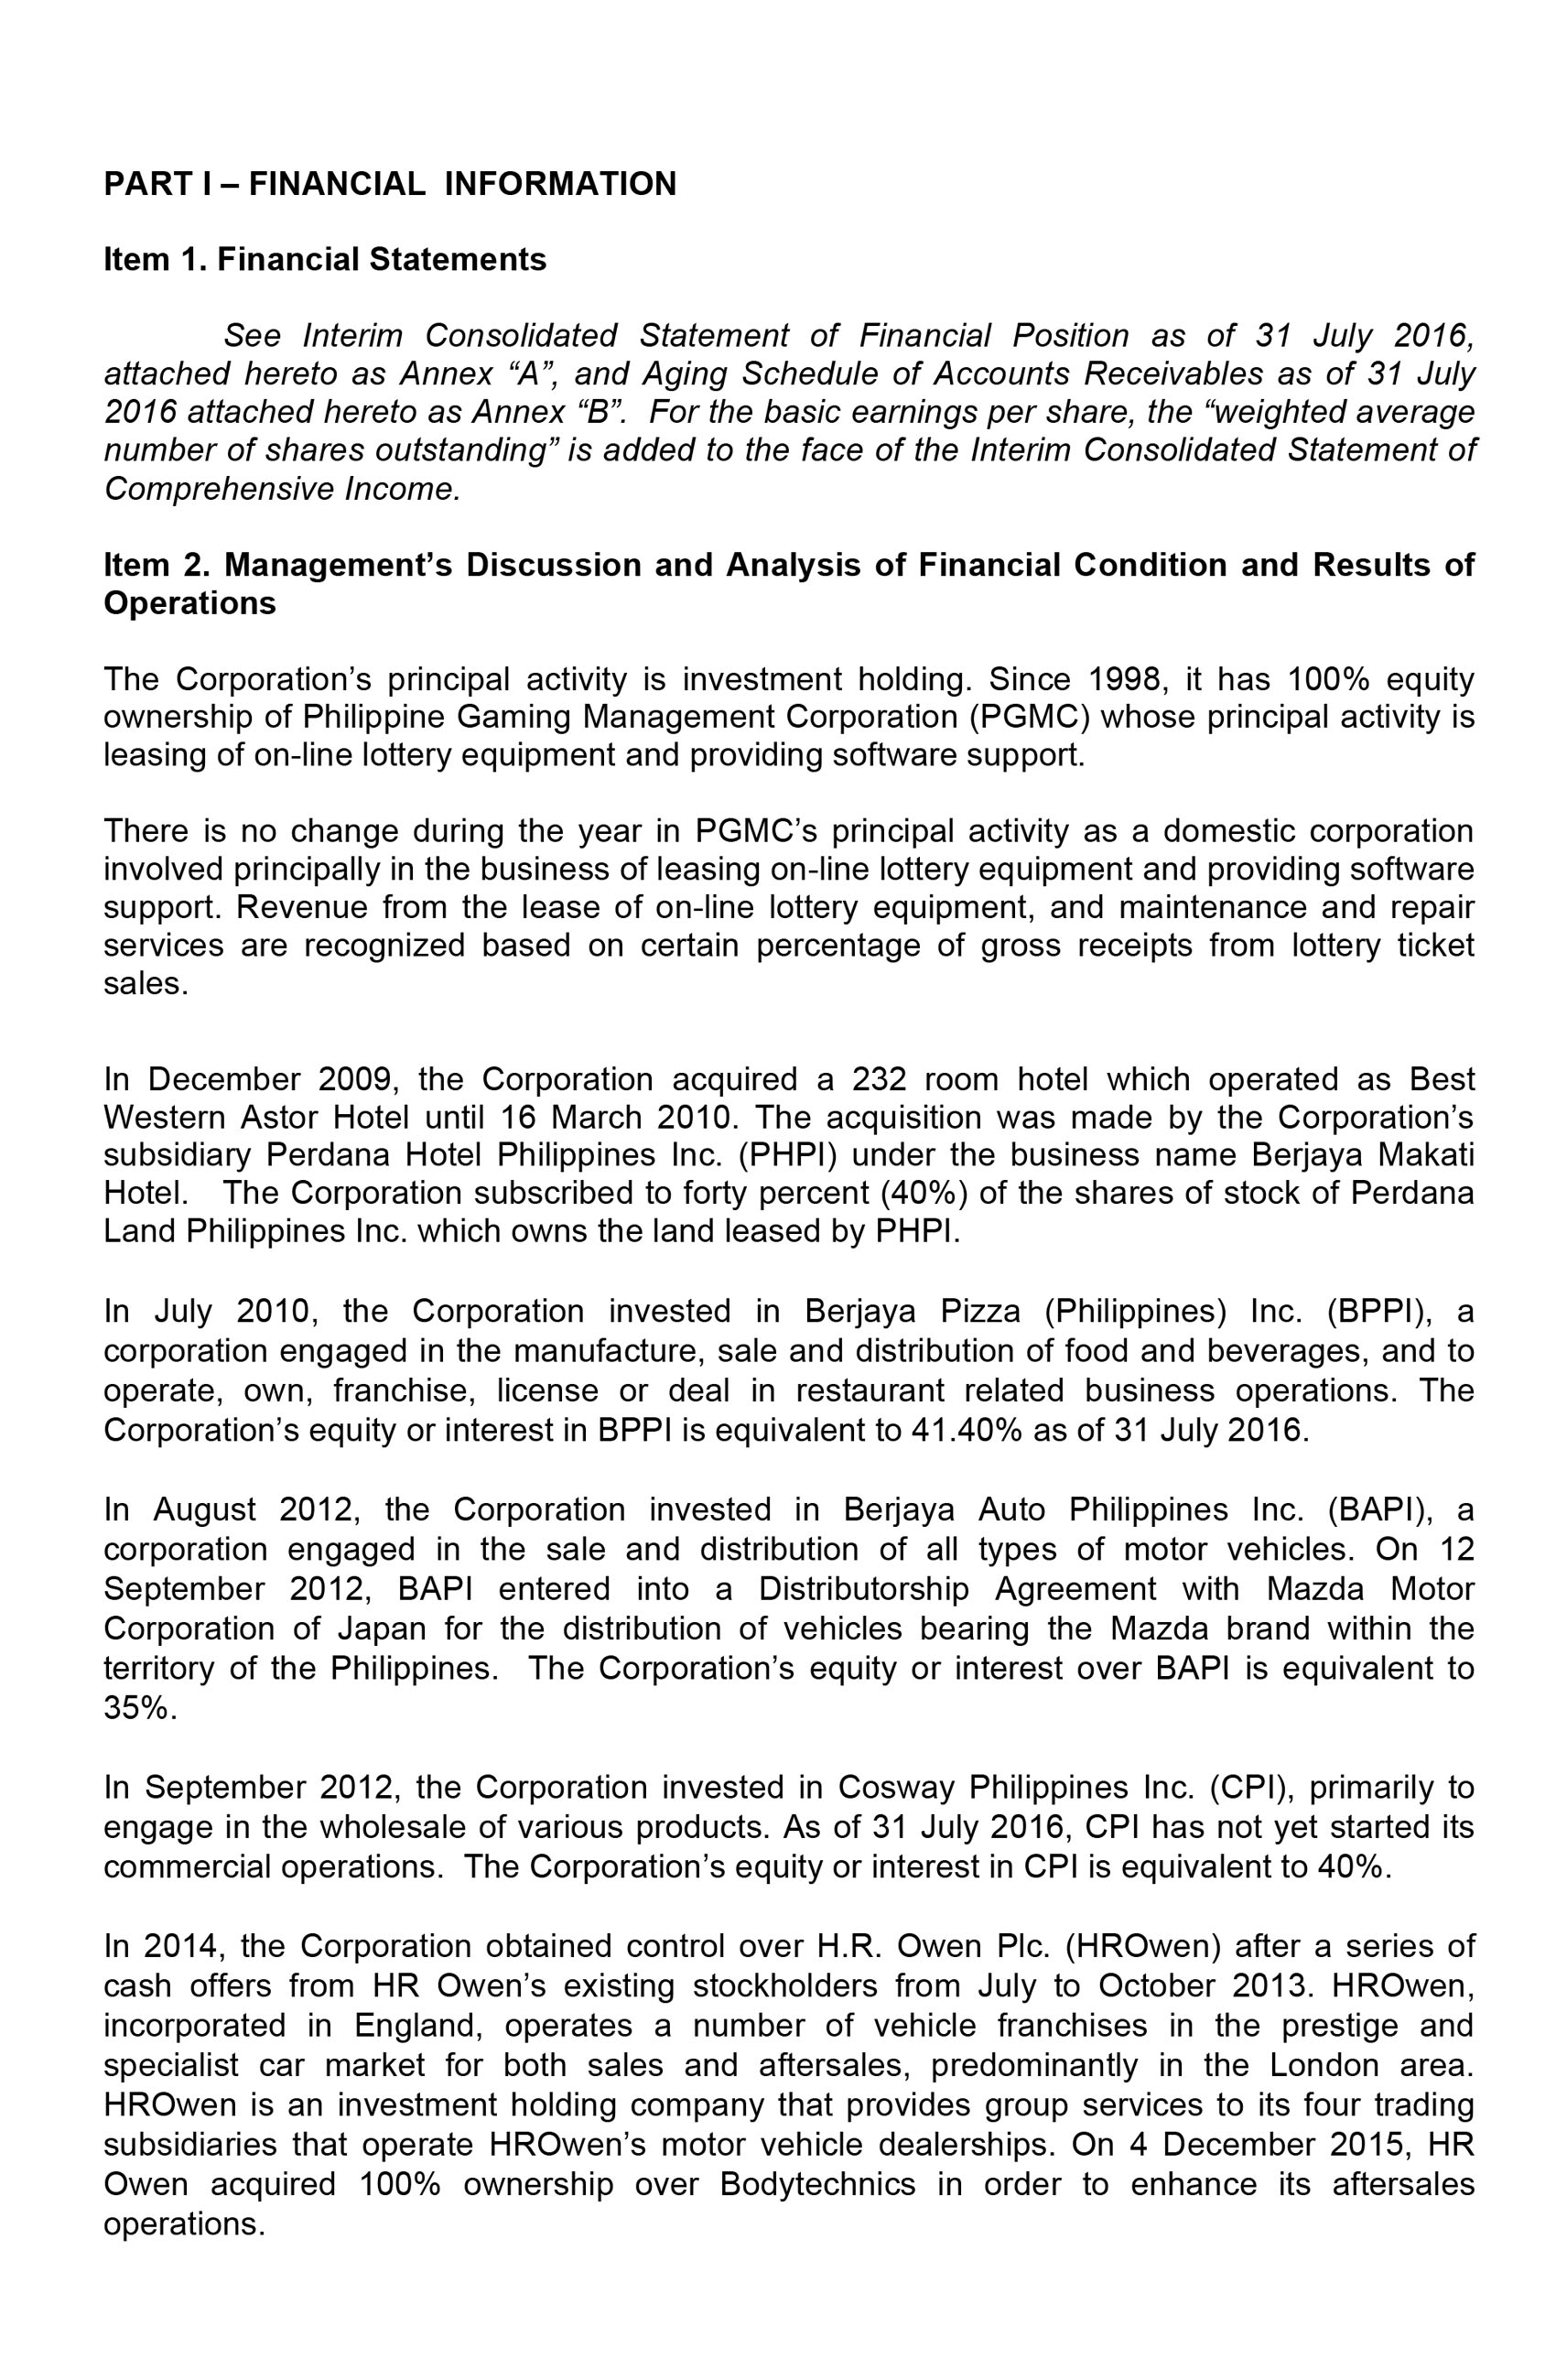 PART I – FINANCIAL INFORMATION
Item 1. Financial Statements
See Interim Consolidated Statement of Financial Position as of 31 July 2016,
attached hereto as Annex “A”, and Aging Schedule of Accounts Receivables as of 31 July
2016 attached hereto as Annex “B”. For the basic earnings per share, the “weighted average
number of shares outstanding” is added to the face of the Interim Consolidated Statement of
Comprehensive Income.
Item 2. Management’s Discussion and Analysis of Financial Condition and Results of
Operations
The Corporation’s principal activity is investment holding. Since 1998, it has 100% equity
ownership of Philippine Gaming Management Corporation (PGMC) whose principal activity is
leasing of on-line lottery equipment and providing software support.
There is no change during the year in PGMC’s principal activity as a domestic corporation
involved principally in the business of leasing on-line lottery equipment and providing software
support. Revenue from the lease of on-line lottery equipment, and maintenance and repair
services are recognized based on certain percentage of gross receipts from lottery ticket
sales.
In December 2009, the Corporation acquired a 232 room hotel which operated as Best
Western Astor Hotel until 16 March 2010. The acquisition was made by the Corporation’s
subsidiary Perdana Hotel Philippines Inc. (PHPI) under the business name Berjaya Makati
Hotel. The Corporation subscribed to forty percent (40%) of the shares of stock of Perdana
Land Philippines Inc. which owns the land leased by PHPI.
In July 2010, the Corporation invested in Berjaya Pizza (Philippines) Inc. (BPPI), a
corporation engaged in the manufacture, sale and distribution of food and beverages, and to
operate, own, franchise, license or deal in restaurant related business operations. The
Corporation’s equity or interest in BPPI is equivalent to 41.40% as of 31 July 2016.
In August 2012, the Corporation invested in Berjaya Auto Philippines Inc. (BAPI), a
corporation engaged in the sale and distribution of all types of motor vehicles. On 12
September 2012, BAPI entered into a Distributorship Agreement with Mazda Motor
Corporation of Japan for the distribution of vehicles bearing the Mazda brand within the
territory of the Philippines. The Corporation’s equity or interest over BAPI is equivalent to
35%.
In September 2012, the Corporation invested in Cosway Philippines Inc. (CPI), primarily to
engage in the wholesale of various products. As of 31 July 2016, CPI has not yet started its
commercial operations. The Corporation’s equity or interest in CPI is equivalent to 40%.
In 2014, the Corporation obtained control over H.R. Owen Plc. (HROwen) after a series of
cash offers from HR Owen’s existing stockholders from July to October 2013. HROwen,
incorporated in England, operates a number of vehicle franchises in the prestige and
specialist car market for both sales and aftersales, predominantly in the London area.
HROwen is an investment holding company that provides group services to its four trading
subsidiaries that operate HROwen’s motor vehicle dealerships. On 4 December 2015, HR
Owen acquired 100% ownership over Bodytechnics in order to enhance its aftersales
operations.